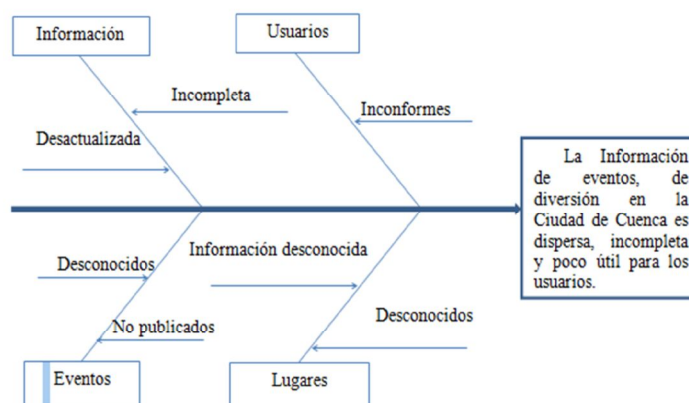 Información
Usuarios
Incompleta
Inconformes
Desactualizada
La Información
de eventos, de
diversión en la
Ciudad de Cuenca es
dispersa, incompleta
y poco útil para los
usuarios.
Información desconocida
Desconocidos
Desconocidos
No publicados
Eventos
Lugares